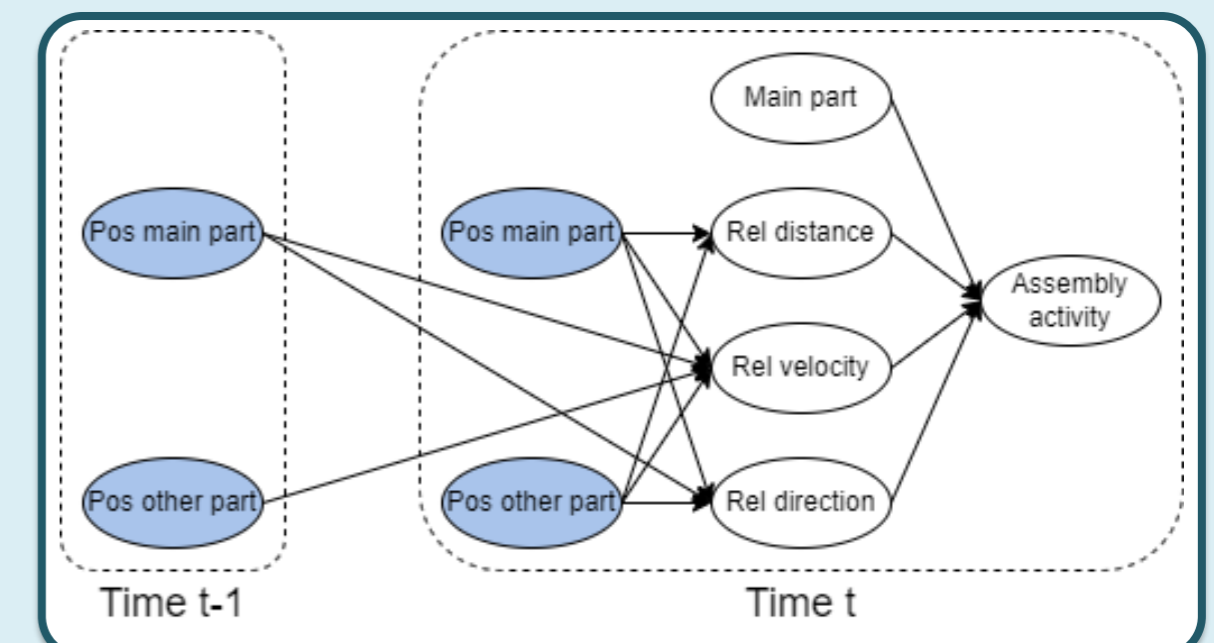 Main part
Pos main part
Pos main part
Rel distance
Assembly
activity
Rel velocity
Pos other part
Pos other part
Rel direction
Time t-1
Time t